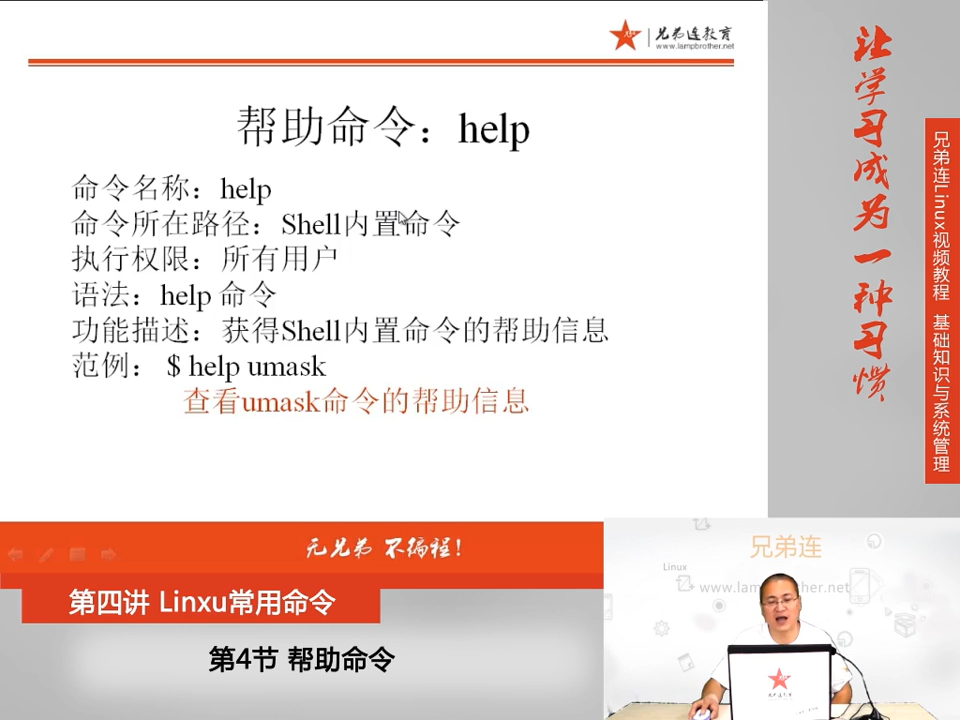 兄弟连教育
www.lampbrother.net
帮助命令：help
命令名称：help
命令所在路径：Shell内置命令
执行权限：所有用户
语法：help 命令
功能描述：获得Shell内置命令的帮助信息
范例： $ help umask
查看umask命令的帮助信息
让学习成为一种习惯
兄弟连Linux视频教程 基础知识与系统管理
无兄弟 不编程！
第四讲 Linxu常用命令
第4节 帮助命令
兄弟连
Linux
www.lampbrother.net